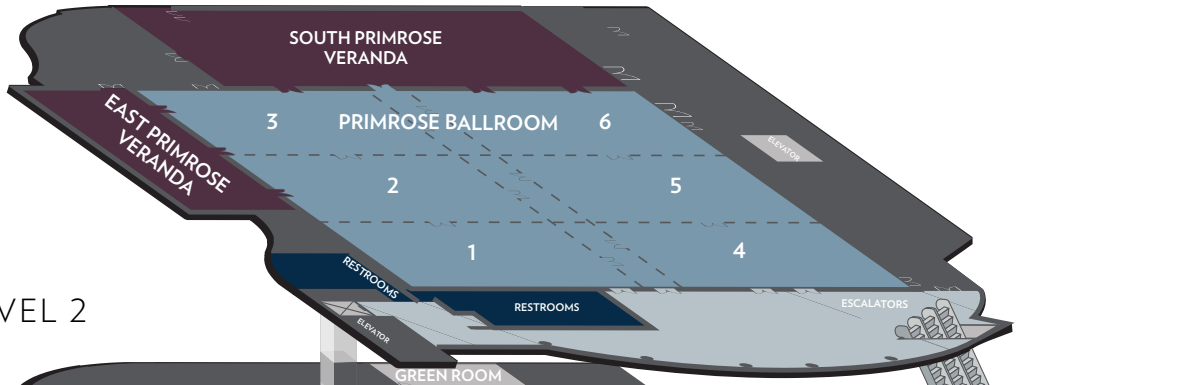 SOUTH PRIMROSE
VERANDA
EAST PRIMROSE
VERANDA
3
PRIMROSE BALLROOM
6
ELEVATOR
2
5
1
4
RESTROOMS
RESTROOMS
ESCALATORS
ELEVATOR
VEL 2
GREEN ROOM